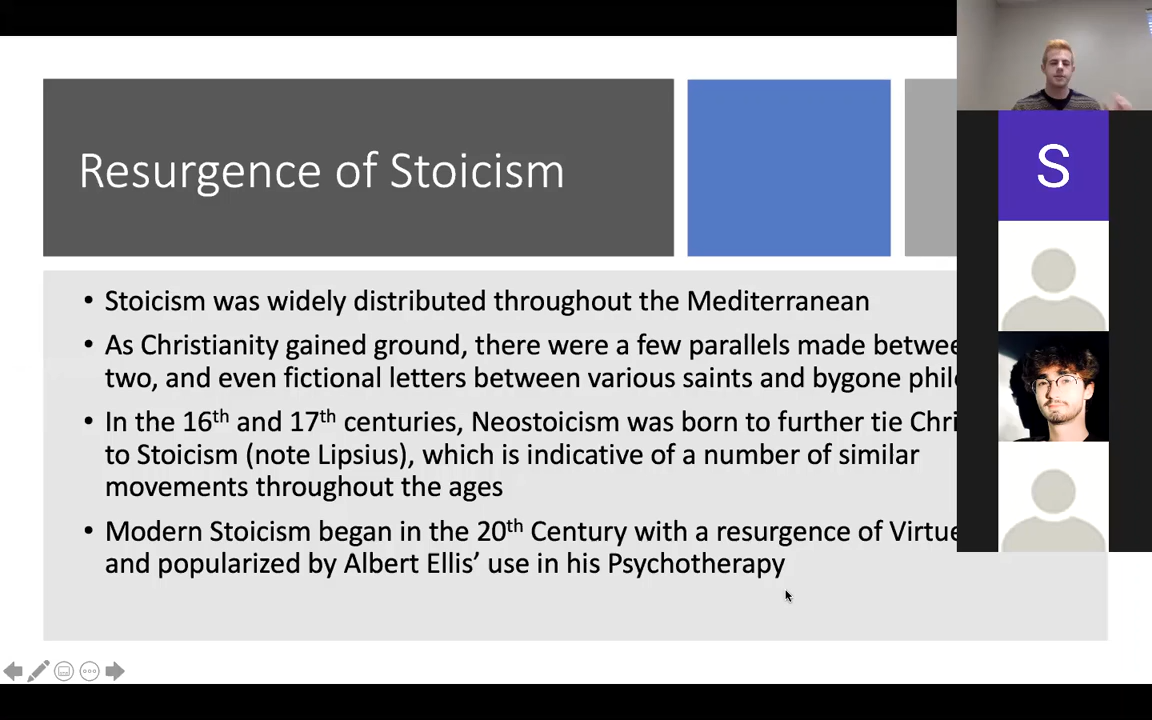 Resurgence of Stoicism
S
• Stoicism was widely distributed throughout the Mediterranean
• As Christianity gained ground, there were a few parallels made
two, and even fictional letters between various saints and bygone
• In the 16th and 17th centuries, Neostoicism was born to further tie
to Stoicism (note Lipsius), which is indicative of a number of similar
movements throughout the ages
• Modern Stoicism began in the 20th Century with a resurgence of Virtue
and popularized by Albert Ellis’ use in his Psychotherapy